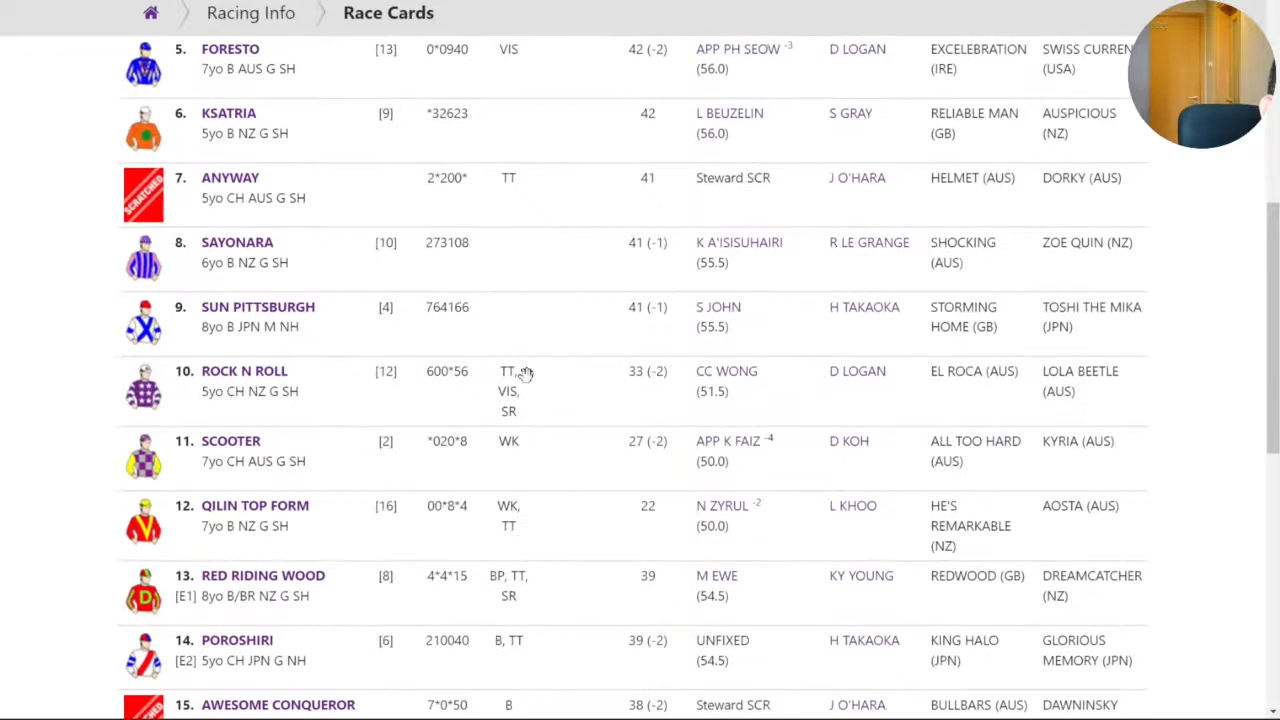 Racing Info Race Cards
5. FORESTO [13] 0*0940 VIS 42 (-2) APP PH SEOW -3 D LOGAN EXCELEBRATION SWISS CURREN
7yo B AUS G SH (56.0) (IRE) (USA)
6. KSATRIA [9] *32623 42 L BEUZELIN S GRAY RELIABLE MAN AUSPICIOUS
5yo B NZ G SH (56.0) (GB) (NZ)
7. ANYWAY 2*200* TT 41 Steward SCR J O'HARA HELMET (AUS) DORKY (AUS)
SCRATCHED 5yo CH AUS G SH
8. SAYONARA [10] 273108 41 (-1) K A'ISISUHAIRI R LE GRANGE SHOCKING ZOE QUIN (NZ)
6yo B NZ G SH (55.5) (AUS)
9. SUN PITTSBURGH [4] 764166 41 (-1) S JOHN H TAKAOKA STORMING TOSHI THE MIKA
8yo B JPN M NH (55.5) HOME (GB) (JPN)
10. ROCK N ROLL [12] 600*56 TT, 33 (-2) CC WONG D LOGAN EL ROCA (AUS) LOLA BEETLE
5yo CH NZ G SH VIS, (51.5) (AUS)
SR
11. SCOOTER [2] *020*8 WK 27 (-2) APP K FAIZ -4 D KOH ALL TOO HARD KYRIA (AUS)
7yo CH AUS G SH (50.0) (AUS)
12. QILIN TOP FORM [16] 00*8*4 WK, 22 N ZYRUL -2 L KHOO HE'S AOSTA (AUS)
7yo B NZ G SH TT (50.0) REMARKABLE
(NZ)
13. RED RIDING WOOD [8] 4*4*15 BP, TT, 39 M EWE KY YOUNG REDWOOD (GB) DREAMCATCHER
[E1] 8yo B/BR NZ G SH SR (54.5) (NZ)
14. POROSHIRI [6] 210040 B, TT 39 (-2) UNFIXED H TAKAOKA KING HALO GLORIOUS
[E2] 5yo CH JPN G NH (54.5) (JPN) MEMORY (JPN)
15. AWESOME CONQUEROR 7*0*50 B 38 (-2) Steward SCR J O'HARA BULLBARS (AUS) DAWNINSKY